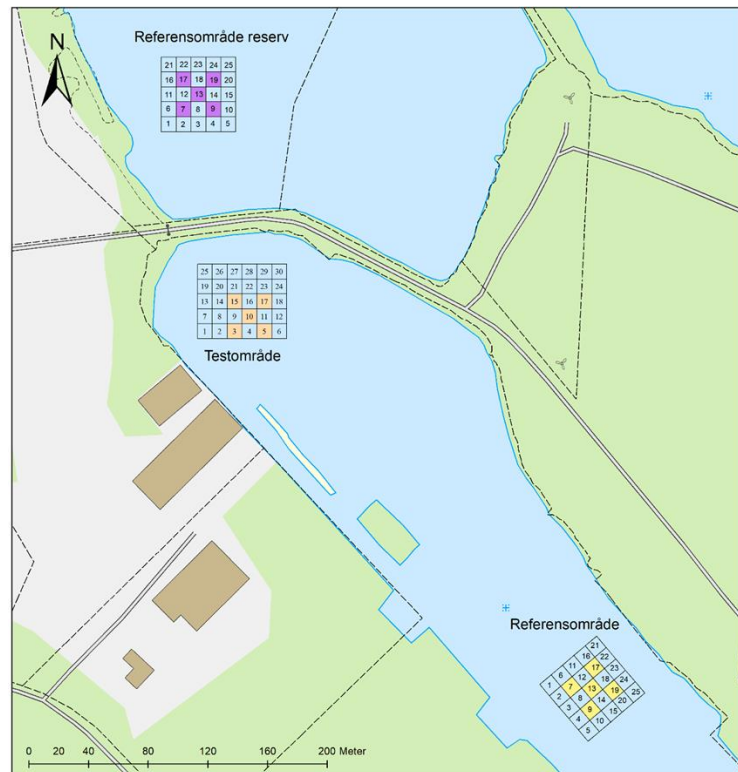 Referensområde reserv
N
21 22 23 24 25
16 17 18 19 20
11 12 13 14 15
6 7 8 9 10
1 2 3 4 5
25 26 27 28 29 30
19 20 21 22 23 24
13 14 15 16 17 18
7 8 9 10 11 12
1 2 3 4 5 6
Testområde
Referensområde
21 22 23 24 25
16 17 18 19 20
11 12 13 14 15
6 7 8 9 10
1 2 3 4 5
0 20 40 80 120 160 200 Meter